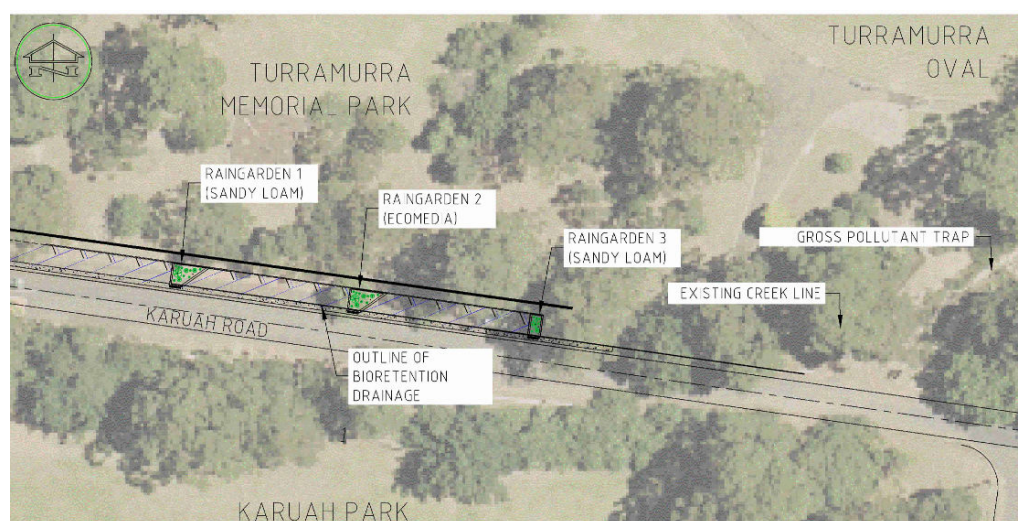 TURRAMURRA
MEMORIAL PARK
TURRAMURRA
OVAL
RAINGARDEN 1
(SANDY LOAM)
RAINGARDEN 2
(ECOMEDIA)
RAINGARDEN 3
(SANDY LOAM)
GROSS POLLUTANT TRAP
EXISTING CREEK LINE
KARUAH ROAD
OUTLINE OF
BIORETENTION
DRAINAGE
KARUAH PARK